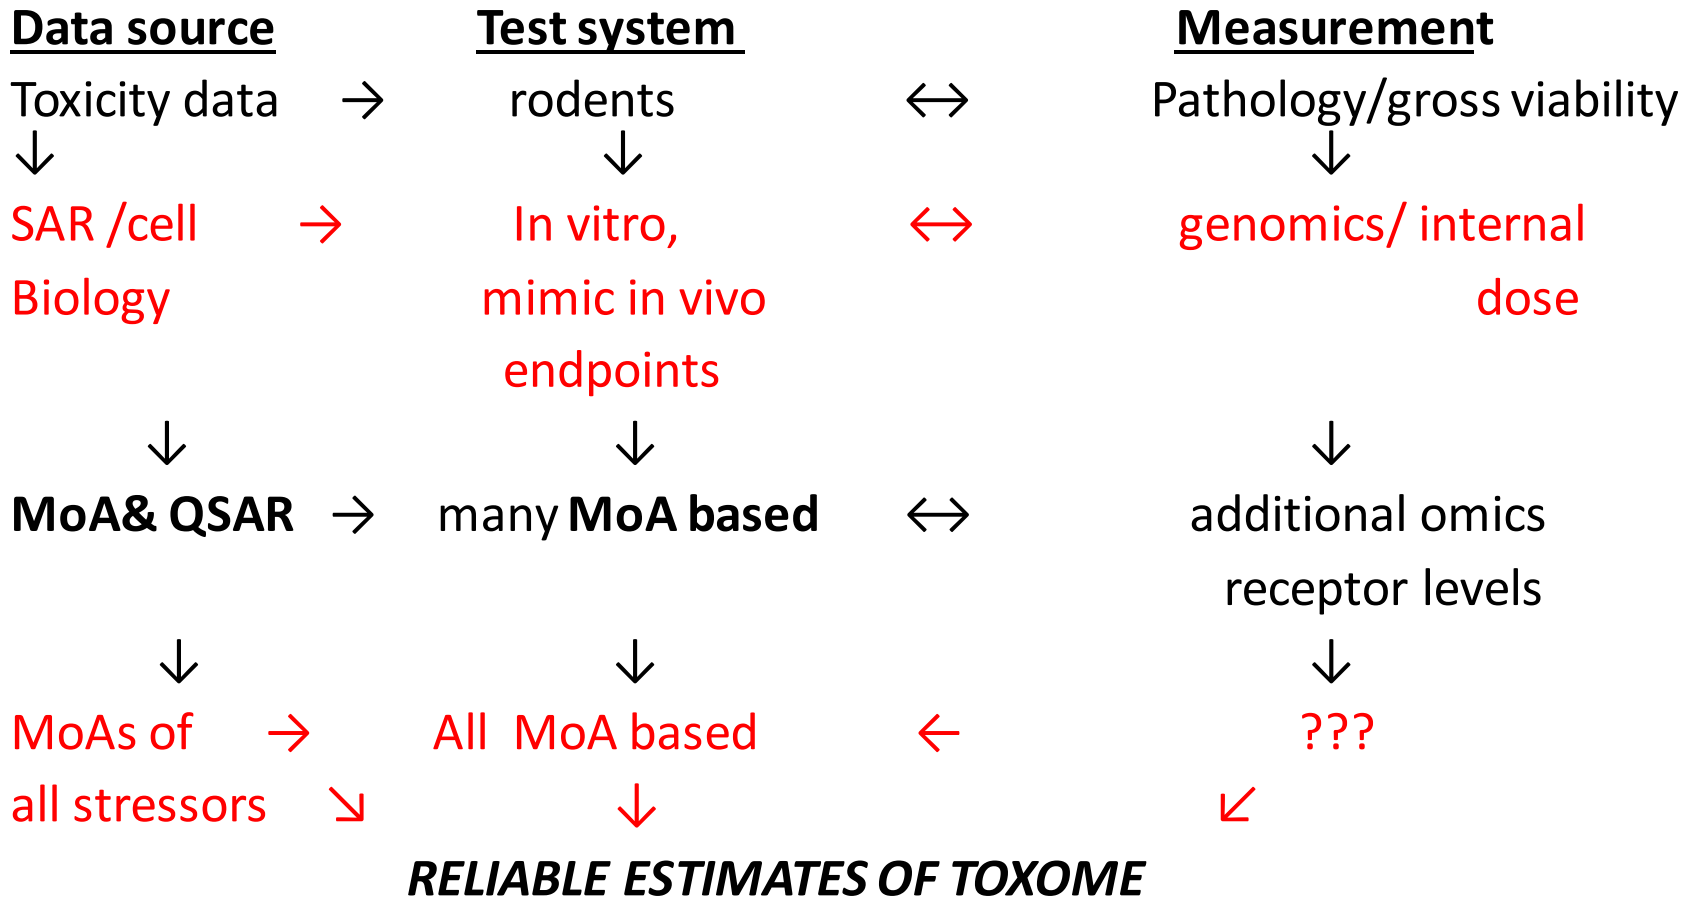 Data source Test system Measurement
Toxicity data → rodents ↔ Pathology/gross viability
↓ ↓ ↓
SAR /cell → In vitro, ↔ genomics/ internal
Biology mimic in vivo dose
endpoints
↓ ↓ ↓
MoA& QSAR → many MoA based ↔ additional omics
receptor levels
↓ ↓ ↓
MoAs of → All MoA based ← ???
all stressors ↘ ↓ ↙
RELIABLE ESTIMATES OF TOXOME